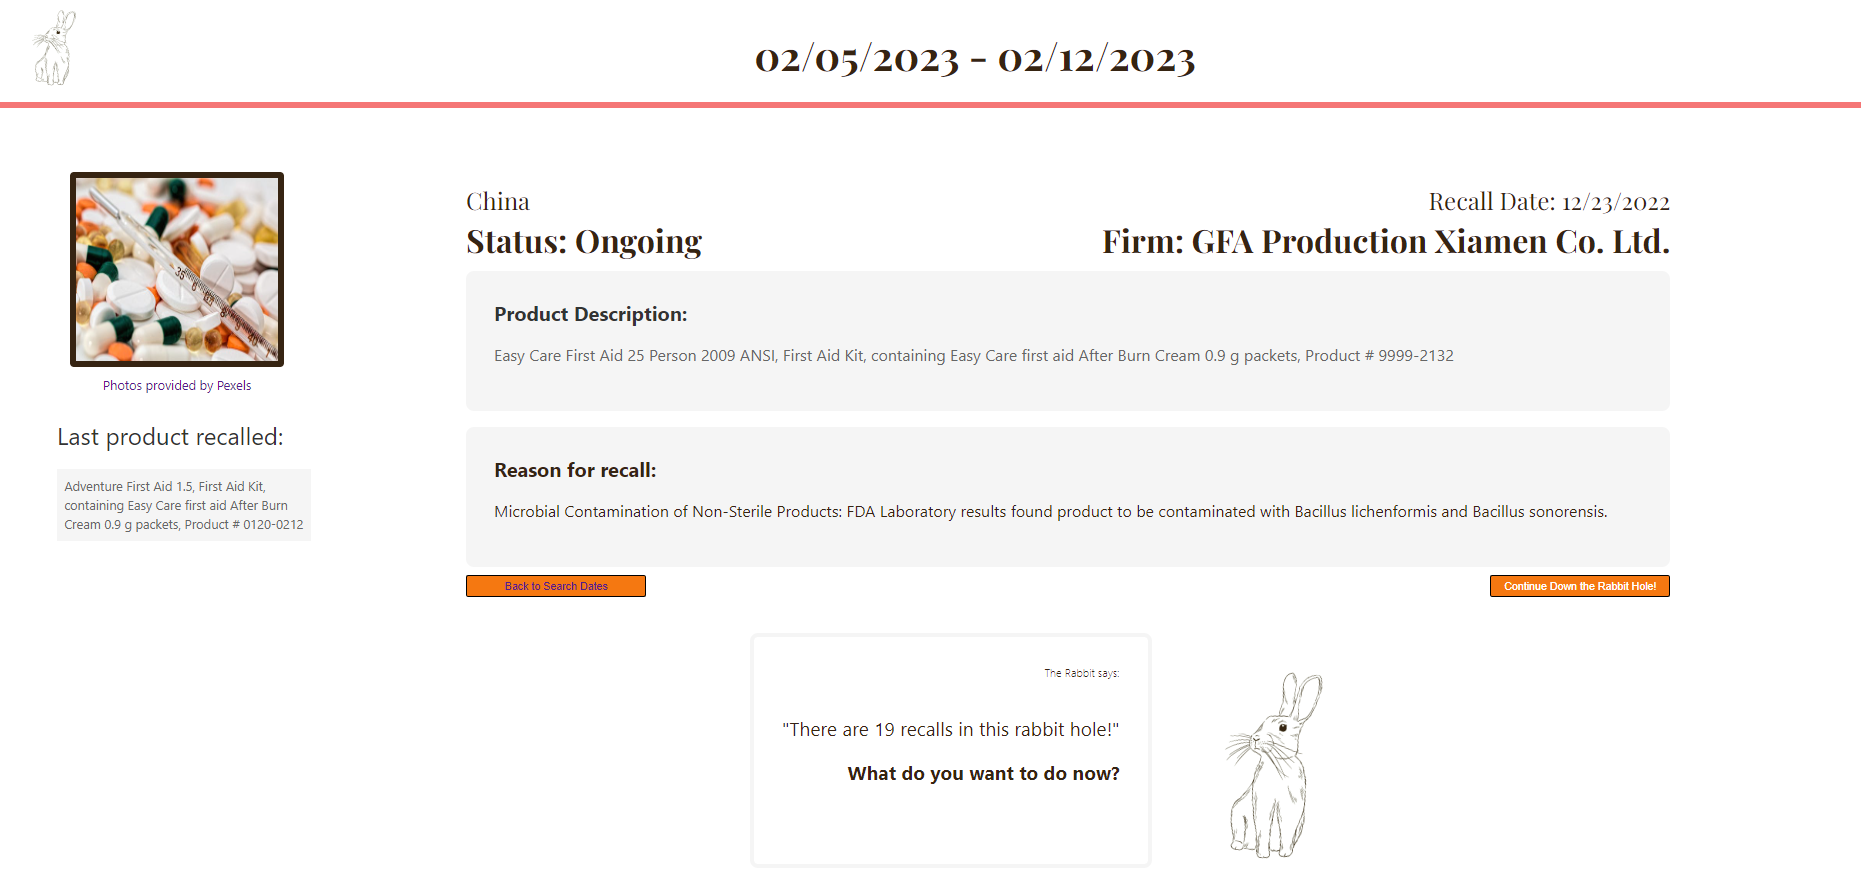 02/05/2023 - 02/12/2023
Photos provided by Pexels
Last product recalled:
Adventure First Aid 1.5, First Aid Kit,
containing Easy Care first aid After Burn
Cream 0.9 g packets, Product # 0120-0212
China
Recall Date: 12/23/2022
Status: Ongoing
Firm: GFA Production Xiamen Co. Ltd.
Product Description:
Easy Care First Aid 25 Person 2009 ANSI, First Aid Kit, containing Easy Care first aid After Burn Cream 0.9 g packets, Product # 9999-2132
Reason for recall:
Microbial Contamination of Non-Sterile Products: FDA Laboratory results found product to be contaminated with Bacillus lichenformis and Bacillus sonorensis.
Back to Search Dates
Continue Down the Rabbit Hole!
The Rabbit says:
"There are 19 recalls in this rabbit hole!"
What do you want to do now?